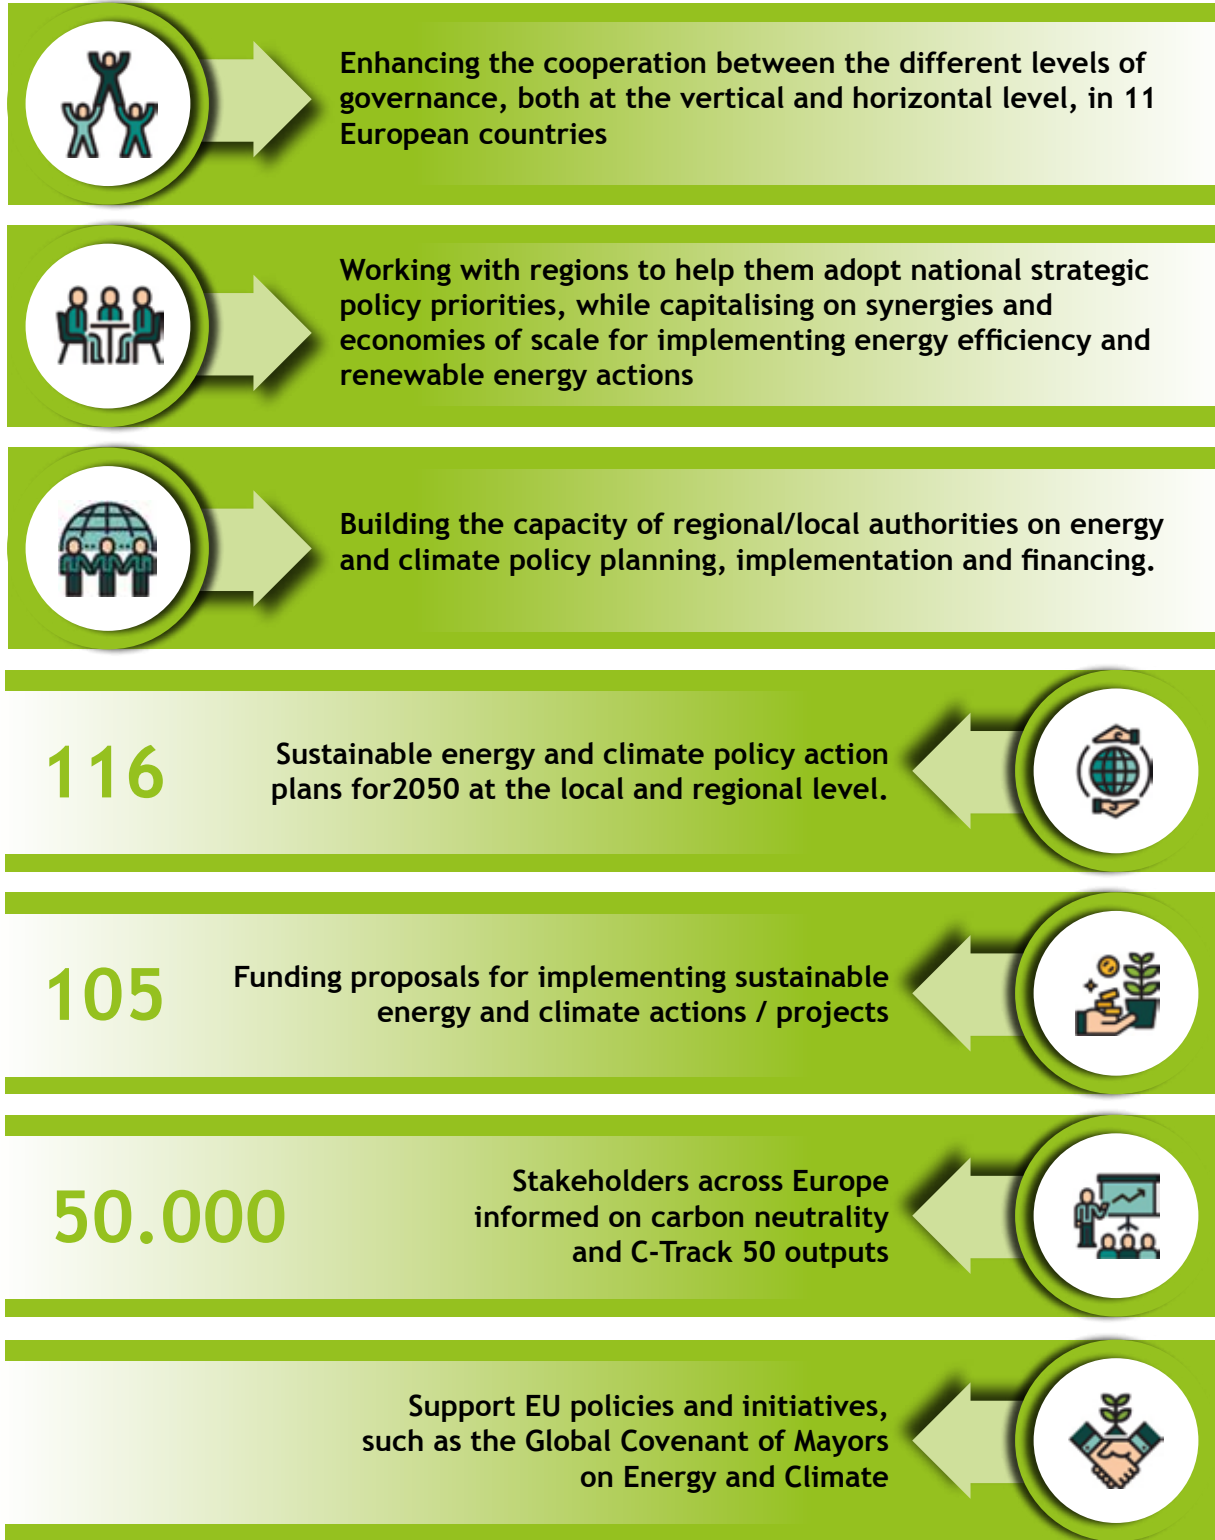 Enhancing the cooperation between the different levels of
governance, both at the vertical and horizontal level, in 11
European countries
Working with regions to help them adopt national strategic
policy priorities, while capitalising on synergies and
economies of scale for implementing energy efficiency and
renewable energy actions
Building the capacity of regional/local authorities on energy
and climate policy planning, implementation and financing.
116
Sustainable energy and climate policy action
plans for2050 at the local and regional level.
105
Funding proposals for implementing sustainable
energy and climate actions / projects
50.000
Stakeholders across Europe
informed on carbon neutrality
and C-Track 50 outputs
Support EU policies and initiatives,
such as the Global Covenant of Mayors
on Energy and Climate